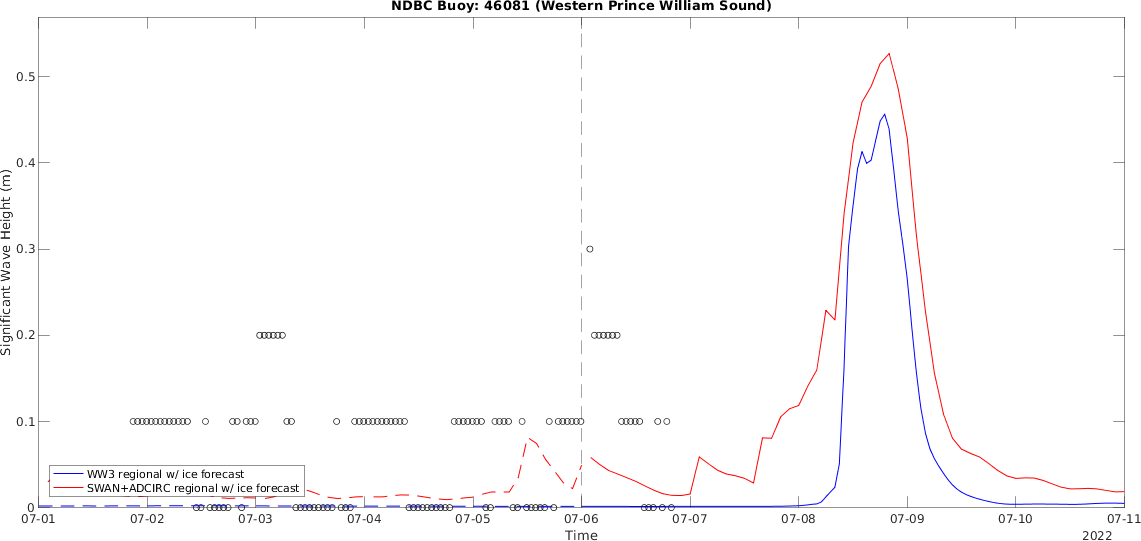 NDBC Buoy: 46081 (Western Prince William Sound)
Significant Wave Height (m)
0.5
0.4
0.3
0.2
0.1
0
WW3 regional w/ ice forecast
SWAN+ADCIRC regional w/ ice forecast
07-01 07-02 07-03 07-04 07-05 07-06 07-07 07-08 07-09 07-10 07-11
Time
2022